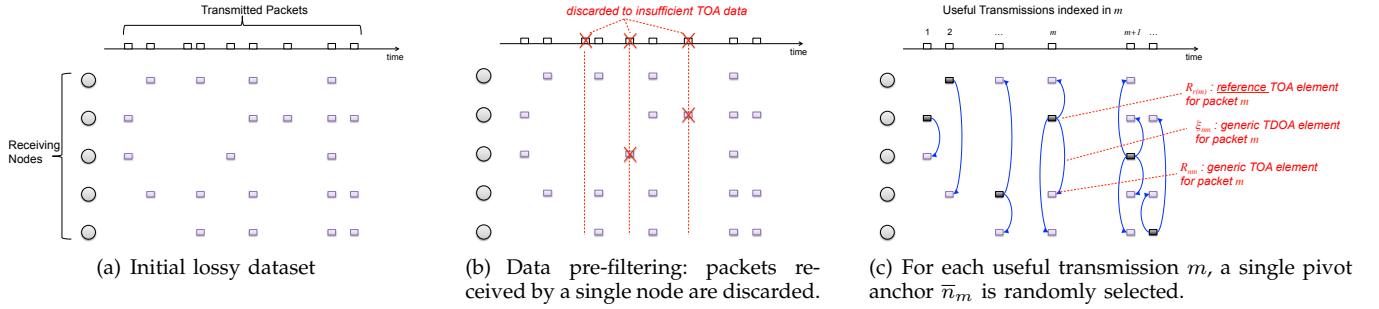 Transmitted Packets
time
Receiving
Nodes
(a) Initial lossy dataset
discarded to insufficient TOA data
time
(b) Data pre-filtering: packets re-
ceived by a single node are discarded.
Useful Transmissions indexed in m
1 2 ... m m+1 ...
time
R_{r(m)} : reference TOA element
for packet m
ξ_{nm} : generic TDOA element
for packet m
R_{nm} : generic TOA element
for packet m
(c) For each useful transmission m, a single pivot
anchor n̅_m is randomly selected.